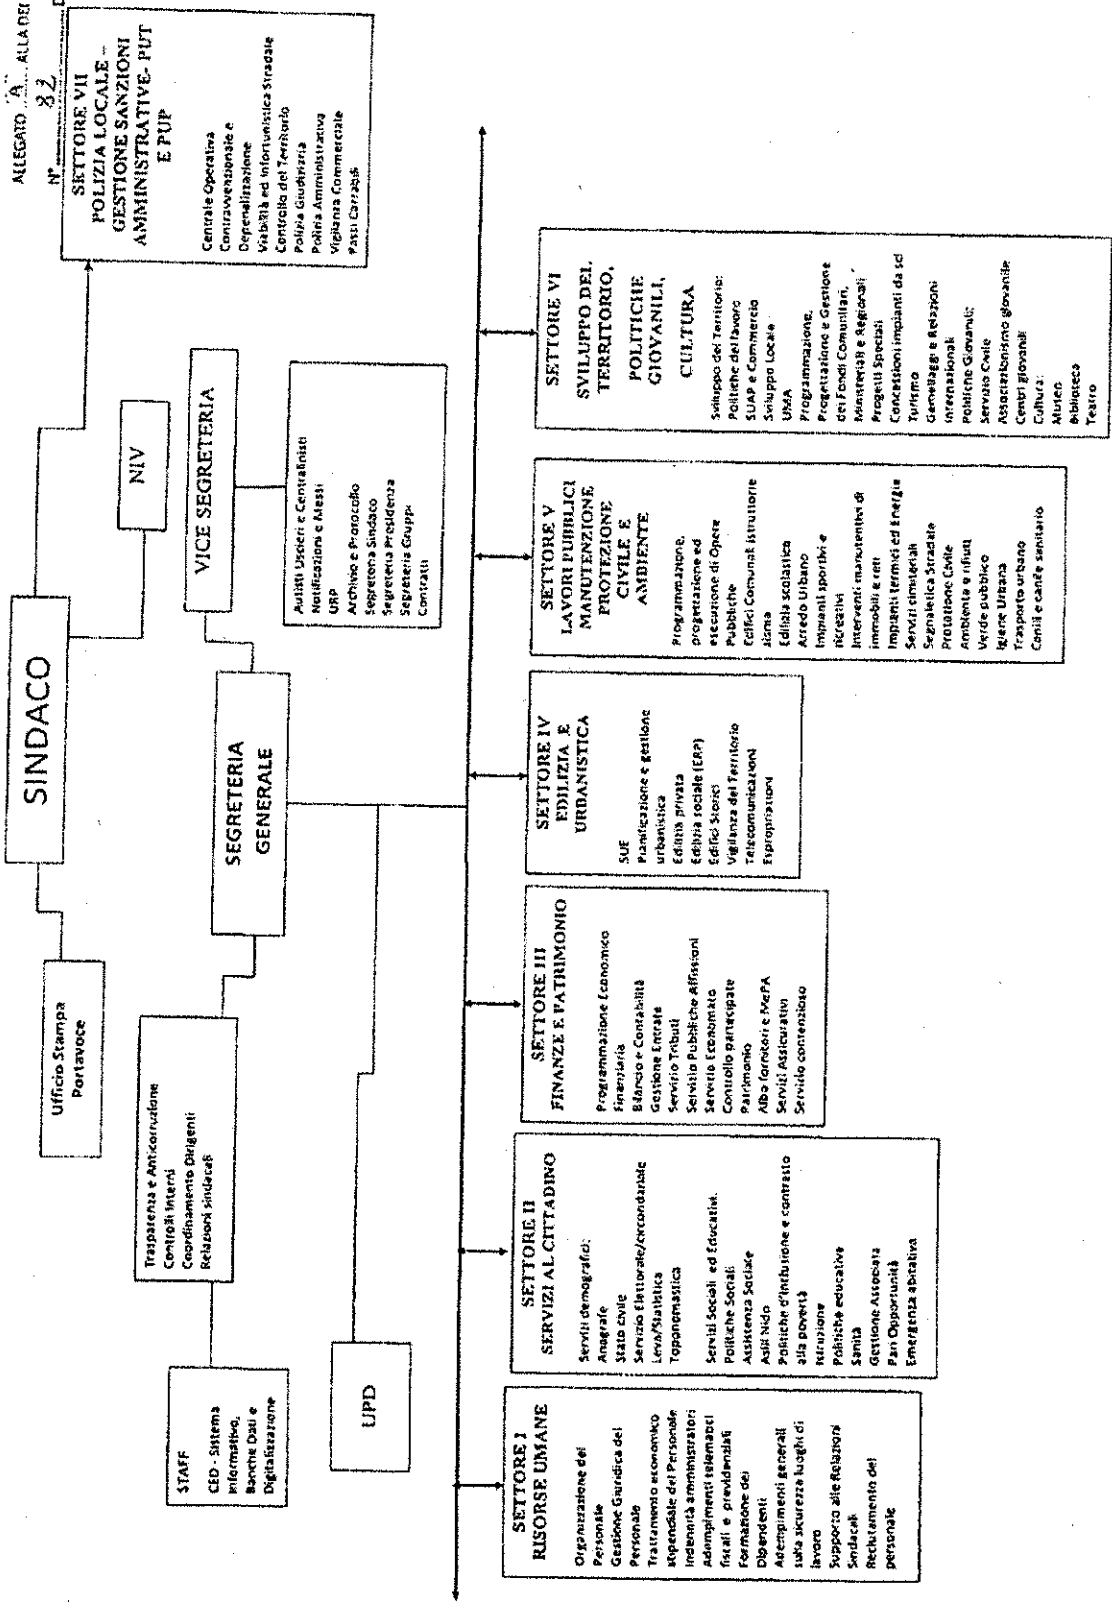 ALLEGATO "A" ALLA DEL
N° 82
SINDACO
Ufficio Stampa
Portavoce
NIV
SETTORE VII
POLIZIA LOCALE –
GESTIONE SANZIONI
AMMINISTRATIVE- PUT
E PUP
Centrale Operativa
Contravvenzionale e
Depenalizzazione
Viabilità ed Infortunistica Stradale
Controllo del Territorio
Polizia Giudiziaria
Polizia Amministrativa
Vigilanza Commerciale
Passi Carrabili
SEGRETERIA
GENERALE
VICE SEGRETERIA
Autisti Uscieri e Centralinisti
Notificazioni e Messi
URP
Archivio e Protocollo
Segreteria Sindaco
Segreteria Presidenza
Segreteria Gruppi
Contratti
Trasparenza e Anticorruzione
Controlli Interni
Coordinamento Dirigenti
Relazioni sindacali
STAFF
CED - Sistema
Informativo,
Banche Dati e
Digitalizzazione
UPD
SETTORE I
RISORSE UMANE
Organizzazione del
Personale
Gestione Giuridica del
Personale
Trattamento economico
stipendiale del Personale
Indennità amministratori
Adempimenti telematici
fiscali e previdenziali
Formazione dei
Dipendenti
Adempimenti generali
sulla sicurezza luoghi di
lavoro
Supporto alle Relazioni
Sindacali
Reclutamento del
personale
SETTORE II
SERVIZI AL CITTADINO
Servizi demografici:
Anagrafe
Stato civile
Servizio Elettorale/circondariale
Leva/Statistica
Toponomastica
Servizi Sociali ed Educativi.
Politiche Sociali
Assistenza Sociale
Asili Nido
Politiche d'inclusione e contrasto
alla povertà
Istruzione
Politiche educative
Sanità
Gestione Associata
Pari Opportunità
Emergenza abitativa
SETTORE III
FINANZE E PATRIMONIO
Programmazione Economico
Finanziaria
Bilancio e Contabilità
Gestione Entrate
Servizio Tributi
Servizio Pubbliche Affissioni
Servizio Economato
Controllo partecipate
Patrimonio
Albo fornitori e MePA
Servizi Assicurativi
Servizio contenzioso
SETTORE IV
EDILIZIA E
URBANISTICA
SUE
Pianificazione e gestione
urbanistica
Edilizia privata
Edilizia sociale (ERP)
Edifici Storici
Vigilanza del Territorio
Telecomunicazioni
Espropriazioni
SETTORE V
LAVORI PUBBLICI
MANUTENZIONE
PROTEZIONE
CIVILE E
AMBIENTE
Programmazione,
progettazione ed
esecuzione di Opere
Pubbliche
Edifici Comunali istruttorie
sisma
Edilizia scolastica
Arredo Urbano
Impianti sportivi e
ricreativi
Interventi manutentivi di
immobili e reti
Impianti termici ed Energia
Servizi cimiteriali
Segnaletica Stradale
Protezione Civile
Ambiente e rifiuti
Verde pubblico
Igiene Urbana
Trasporto urbano
Canili e canile sanitario
SETTORE VI
SVILUPPO DEL
TERRITORIO,
POLITICHE
GIOVANILI,
CULTURA
Sviluppo del Territorio:
Politiche del lavoro
SUAP e Commercio
Sviluppo Locale
UMA
Programmazione,
Progettazione e Gestione
dei Fondi Comunitari,
Ministeriali e Regionali
Progetti Speciali
Concessioni impianti da sci
Turismo
Gemellaggi e Relazioni
Internazionali
Politiche Giovanili:
Servizio Civile
Associazionismo giovanile
Centri giovanili
Cultura:
Museo
Biblioteca
Teatro